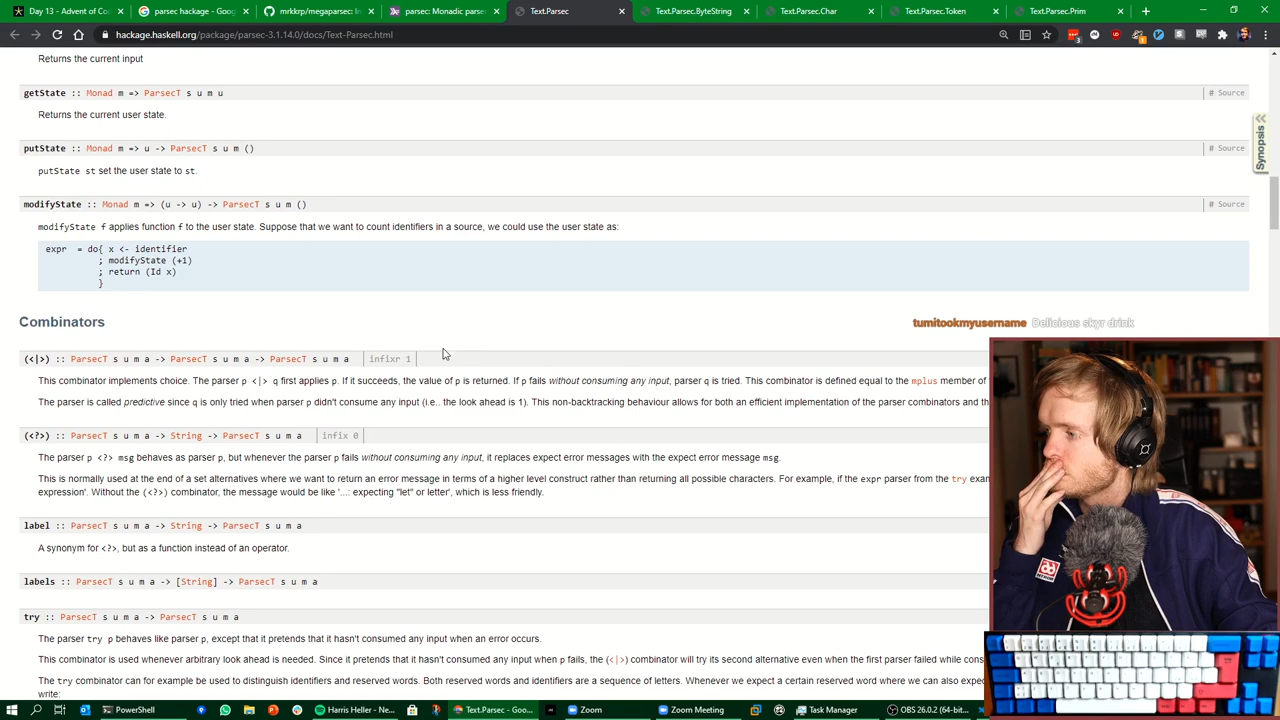 Day 13 - Advent of Cod
parsec hackage - Goog
mrkkrp/megaparsec: In
parsec: Monadic parsi
Text.Parsec
Text.Parsec.ByteString
Text.Parsec.Char
Text.Parsec.Token
Text.Parsec.Prim
hackage.haskell.org/package/parsec-3.1.14.0/docs/Text-Parsec.html
Returns the current input
getState :: Monad m => ParsecT s u m u
# Source
Returns the current user state.
putState :: Monad m => u -> ParsecT s u m ()
# Source
putState st set the user state to st.
modifyState :: Monad m => (u -> u) -> ParsecT s u m ()
# Source
modifyState f applies function f to the user state. Suppose that we want to count identifiers in a source, we could use the user state as:
expr = do{ x <- identifier
; modifyState (+1)
; return (Id x)
}
Synopsis
Combinators
tumitookmyusername Delicious skyr drink
(<|>) :: ParsecT s u m a -> ParsecT s u m a -> ParsecT s u m a
infixr 1
This combinator implements choice. The parser p <|> q first applies p. If it succeeds, the value of p is returned. If p fails without consuming any input, parser q is tried. This combinator is defined equal to the mplus member of
The parser is called predictive since q is only tried when parser p didn't consume any input (i.e.. the look ahead is 1). This non-backtracking behaviour allows for both an efficient implementation of the parser combinators and th
(<?>) :: ParsecT s u m a -> String -> ParsecT s u m a
infix 0
The parser p <?> msg behaves as parser p, but whenever the parser p fails without consuming any input, it replaces expect error messages with the expect error message msg.
This is normally used at the end of a set alternatives where we want to return an error message in terms of a higher level construct rather than returning all possible characters. For example, if the expr parser from the try exam
expression'. Without the (<?>) combinator, the message would be like '.... expecting "let" or letter', which is less friendly.
label :: ParsecT s u m a -> String -> ParsecT s u m a
A synonym for <?>, but as a function instead of an operator.
labels :: ParsecT s u m a -> [String] -> ParsecT s u m a
try :: ParsecT s u m a -> ParsecT s u m a
The parser try p behaves like parser p, except that it pretends that it hasn't consumed any input when an error occurs.
This combinator is used whenever arbitrary look ahead is needed. Since it pretends that it hasn't consumed any input when p fails, the (<|>) combinator will try its second alternative even when the first parser failed while cons
The try combinator can for example be used to distinguish identifiers and reserved words. Both reserved words and identifiers are a sequence of letters. Whenever we expect a certain reserved word where we can also expec
write:
PowerShell
Harris Heller - Ne...
Text.Parsec - Goo...
Zoom
Zoom Meeting
Task Manager
OBS 26.0.2 (64-bit...